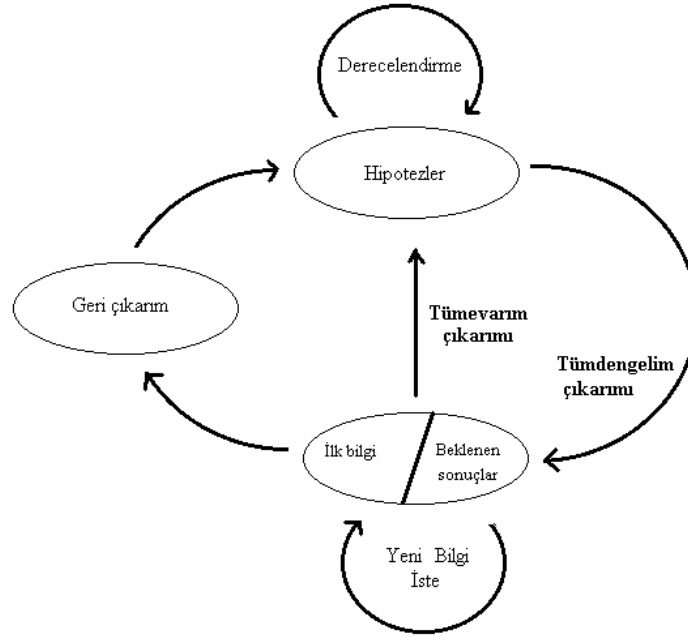 Derecelendirme
Hipotezler
Geri çıkarım
Tümevarım
çıkarımı
Tümdengelim
çıkarımı
İlk bilgi
Beklenen
sonuçlar
Yeni Bilgi
İste